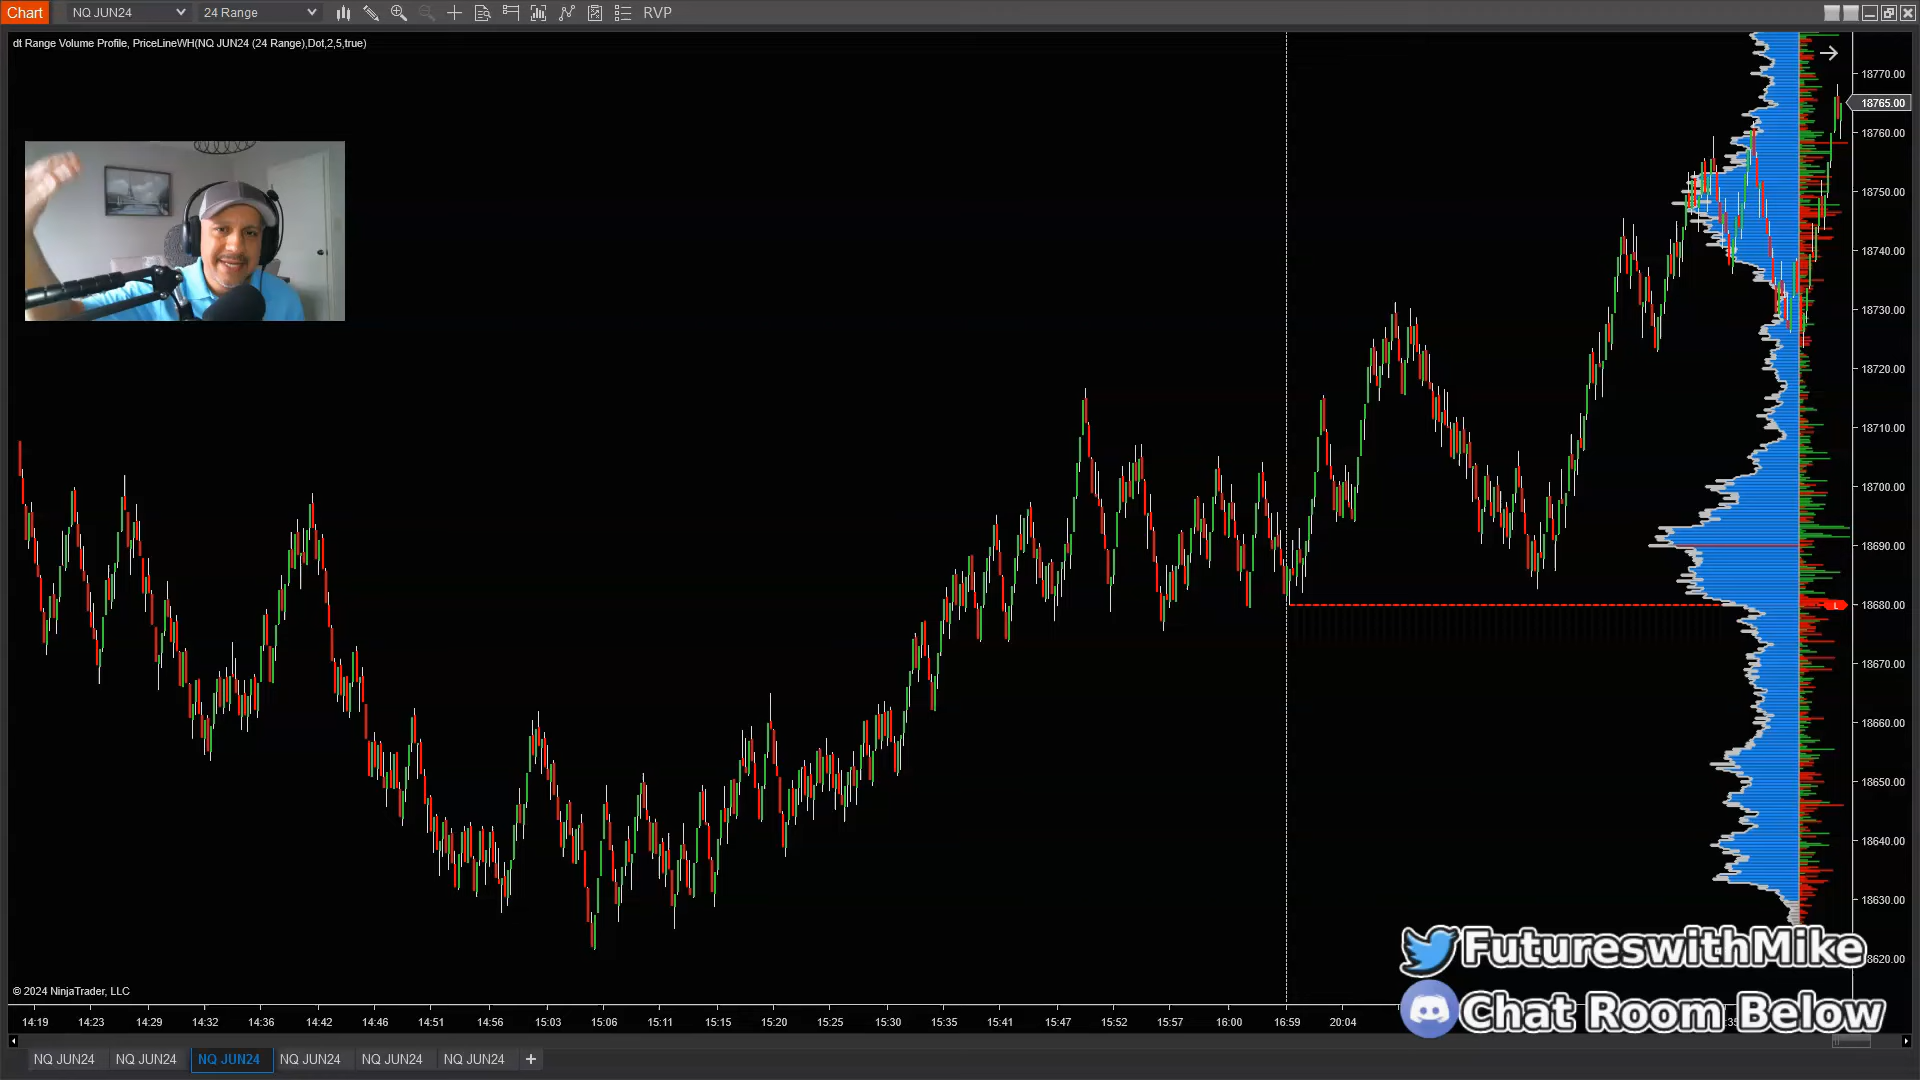 Chart NQ JUN24 24 Range RVP
dt Range Volume Profile, PriceLineWH(NQ JUN24 (24 Range),Dot,2,5,true)
18770.00
18765.00
18760.00
18750.00
18740.00
18730.00
18720.00
18710.00
18700.00
18690.00
L 18680.00
18670.00
18660.00
18650.00
18640.00
18630.00
FutureswithMike
18620.00
© 2024 NinjaTrader, LLC
Chat Room Below
14:19 14:23 14:29 14:32 14:36 14:42 14:46 14:51 14:56 15:03 15:06 15:11 15:15 15:20 15:25 15:30 15:35 15:41 15:47 15:52 15:57 16:00 16:59 20:04
NQ JUN24 NQ JUN24 NQ JUN24 NQ JUN24 NQ JUN24 NQ JUN24 +